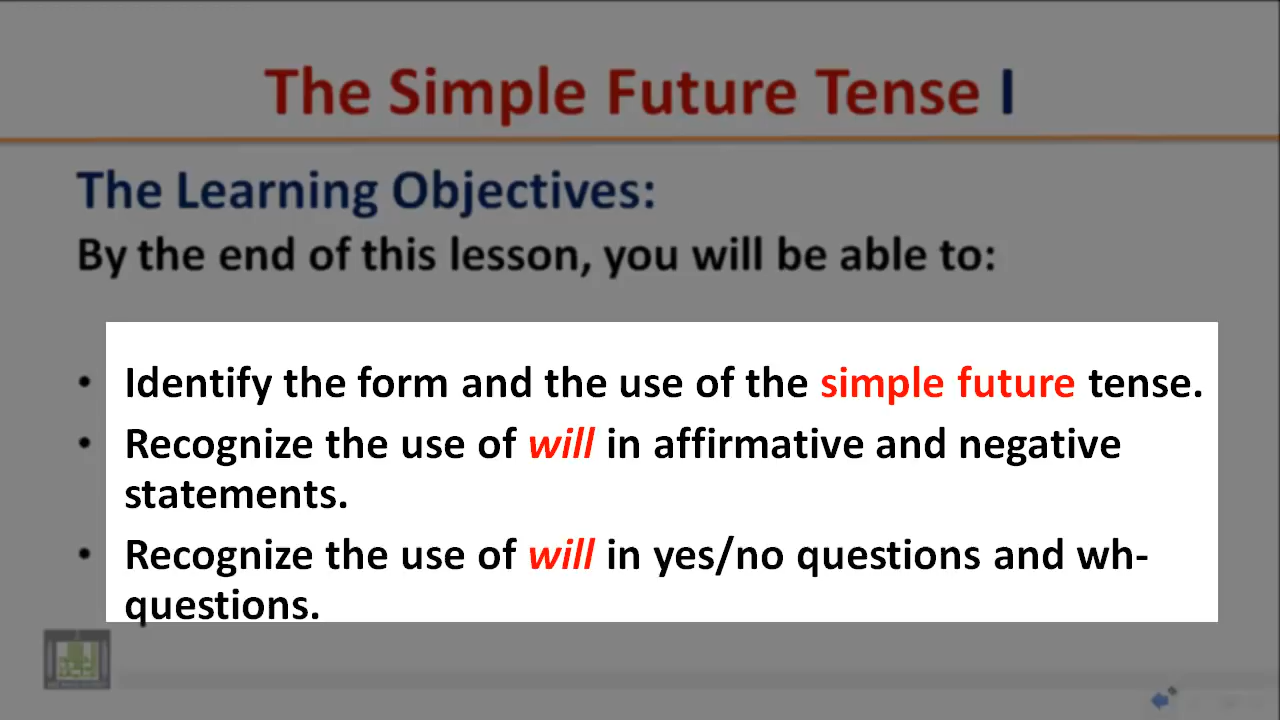 The Simple Future Tense I
The Learning Objectives:
By the end of this lesson, you will be able to:
• Identify the form and the use of the simple future tense.
• Recognize the use of will in affirmative and negative
statements.
• Recognize the use of will in yes/no questions and wh-
questions.